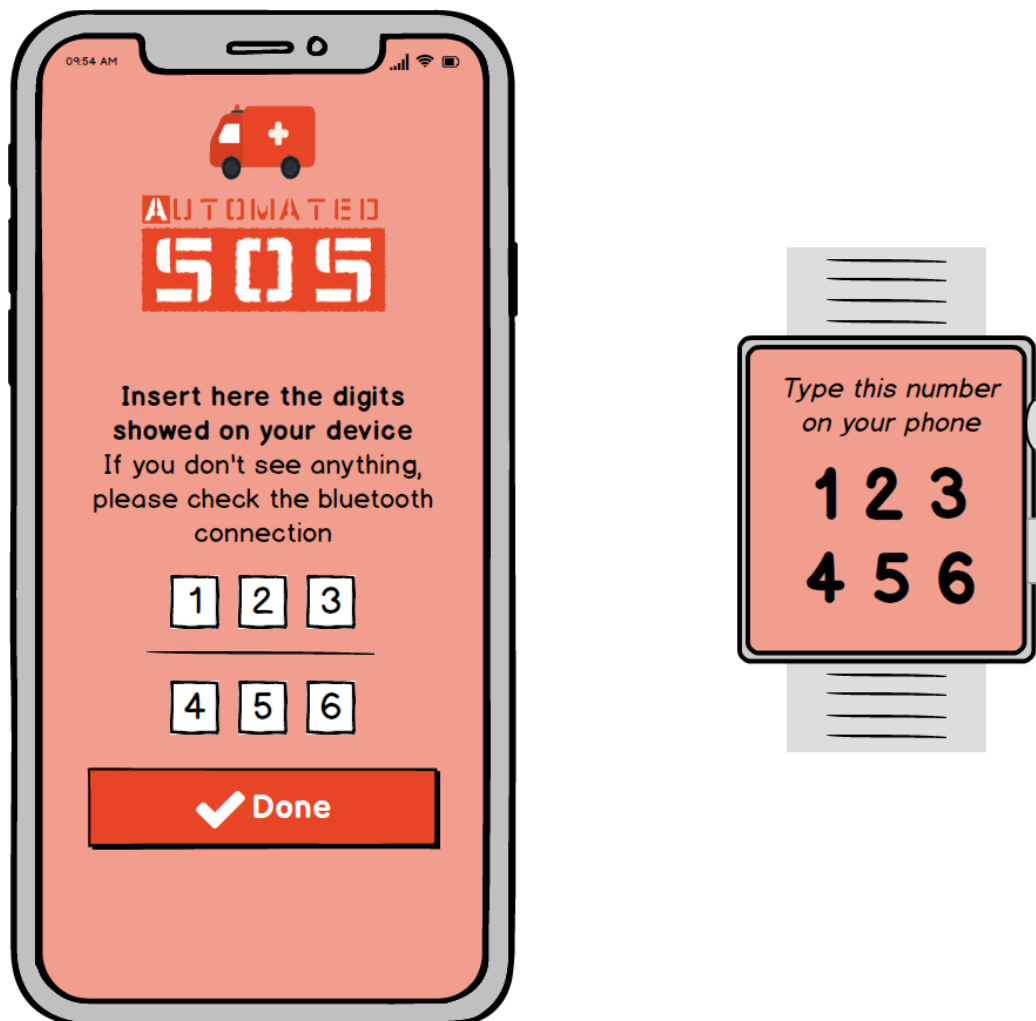 09:54 AM
AUTOMATED
SOS
Insert here the digits
showed on your device
If you don't see anything,
please check the bluetooth
connection
1 2 3
4 5 6
Done
Type this number
on your phone
1 2 3
4 5 6